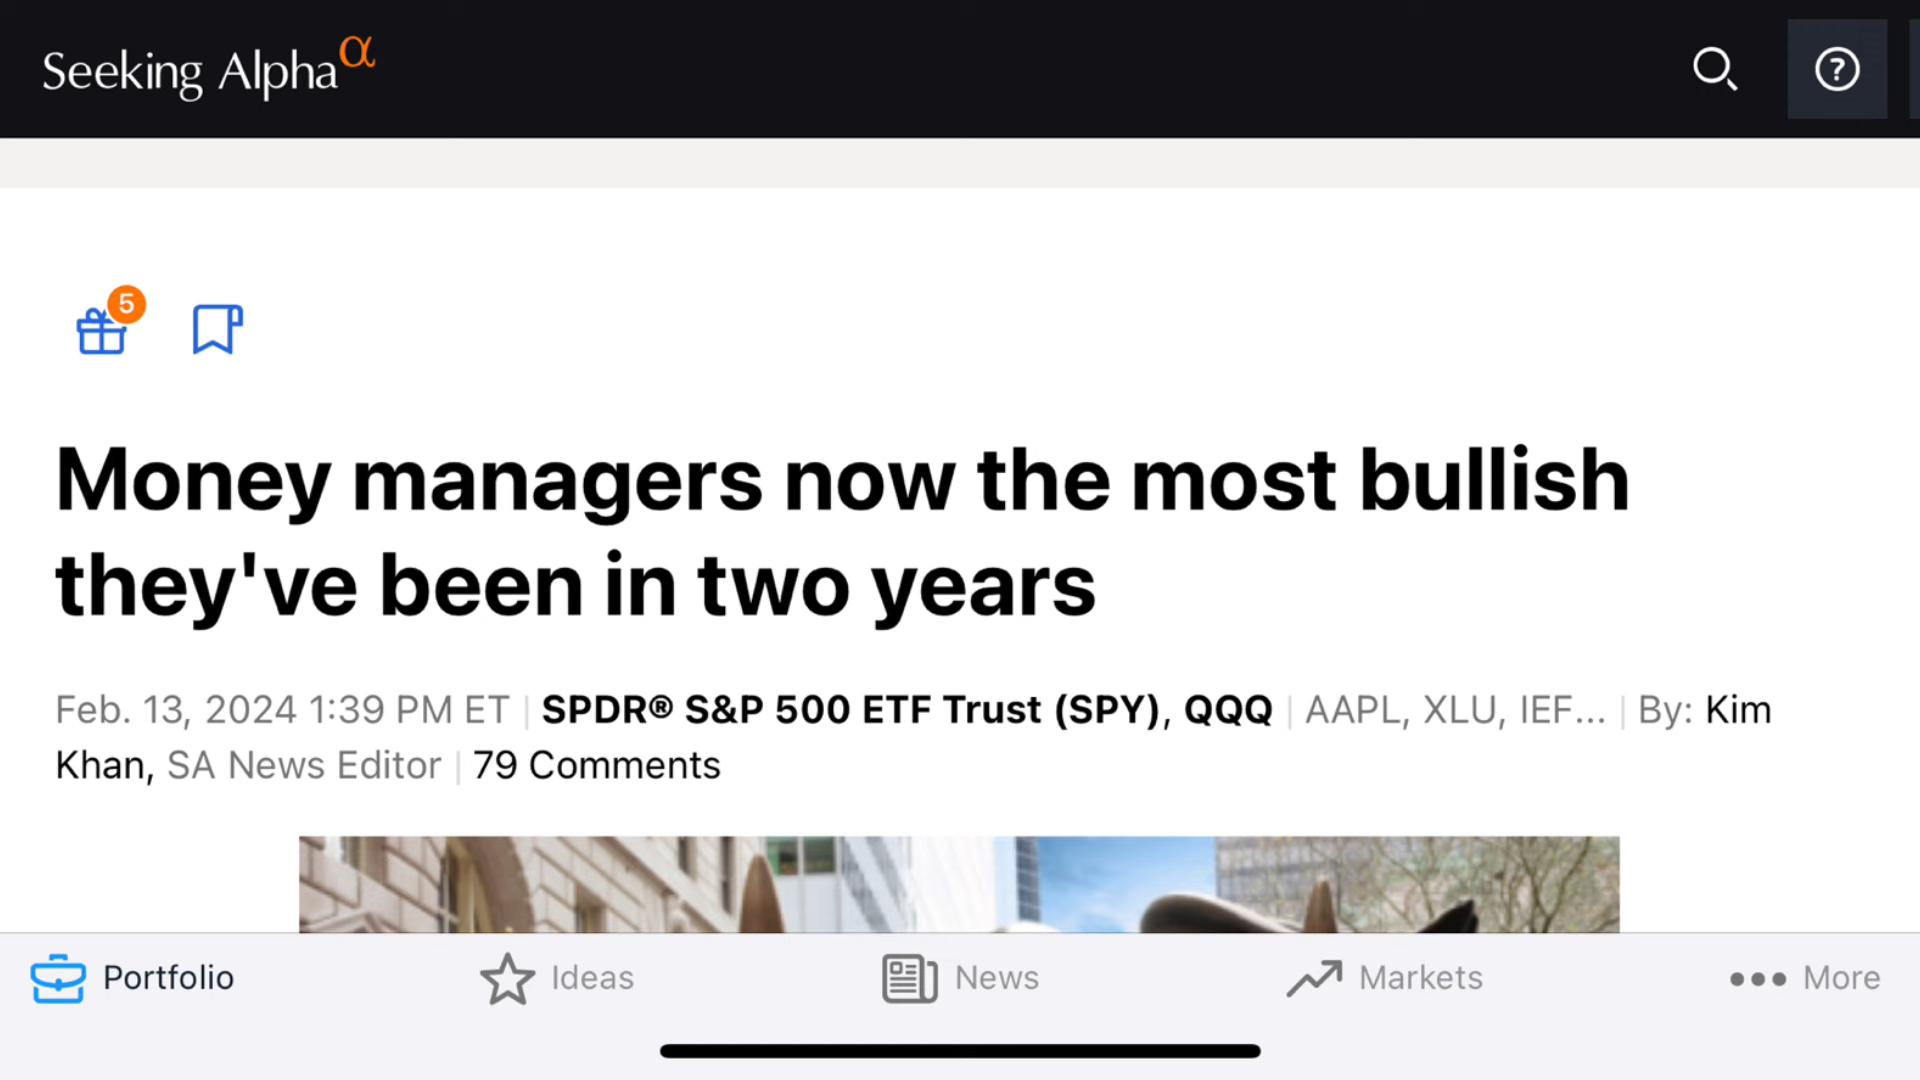 Seeking Alpha α
5
Money managers now the most bullish
they've been in two years
Feb. 13, 2024 1:39 PM ET | SPDR® S&P 500 ETF Trust (SPY), QQQ | AAPL, XLU, IEF... | By: Kim
Khan, SA News Editor | 79 Comments
Portfolio
Ideas
News
Markets
More